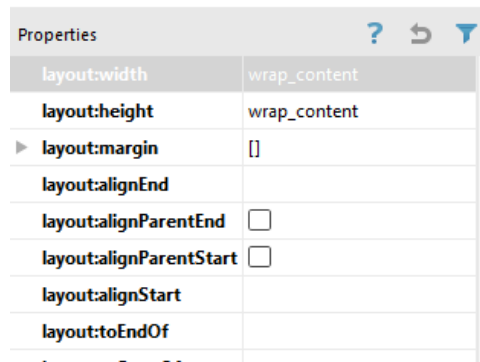 Properties
layout:width wrap_content
layout:height wrap_content
layout:margin []
layout:alignEnd
layout:alignParentEnd
layout:alignParentStart
layout:alignStart
layout:toEndOf